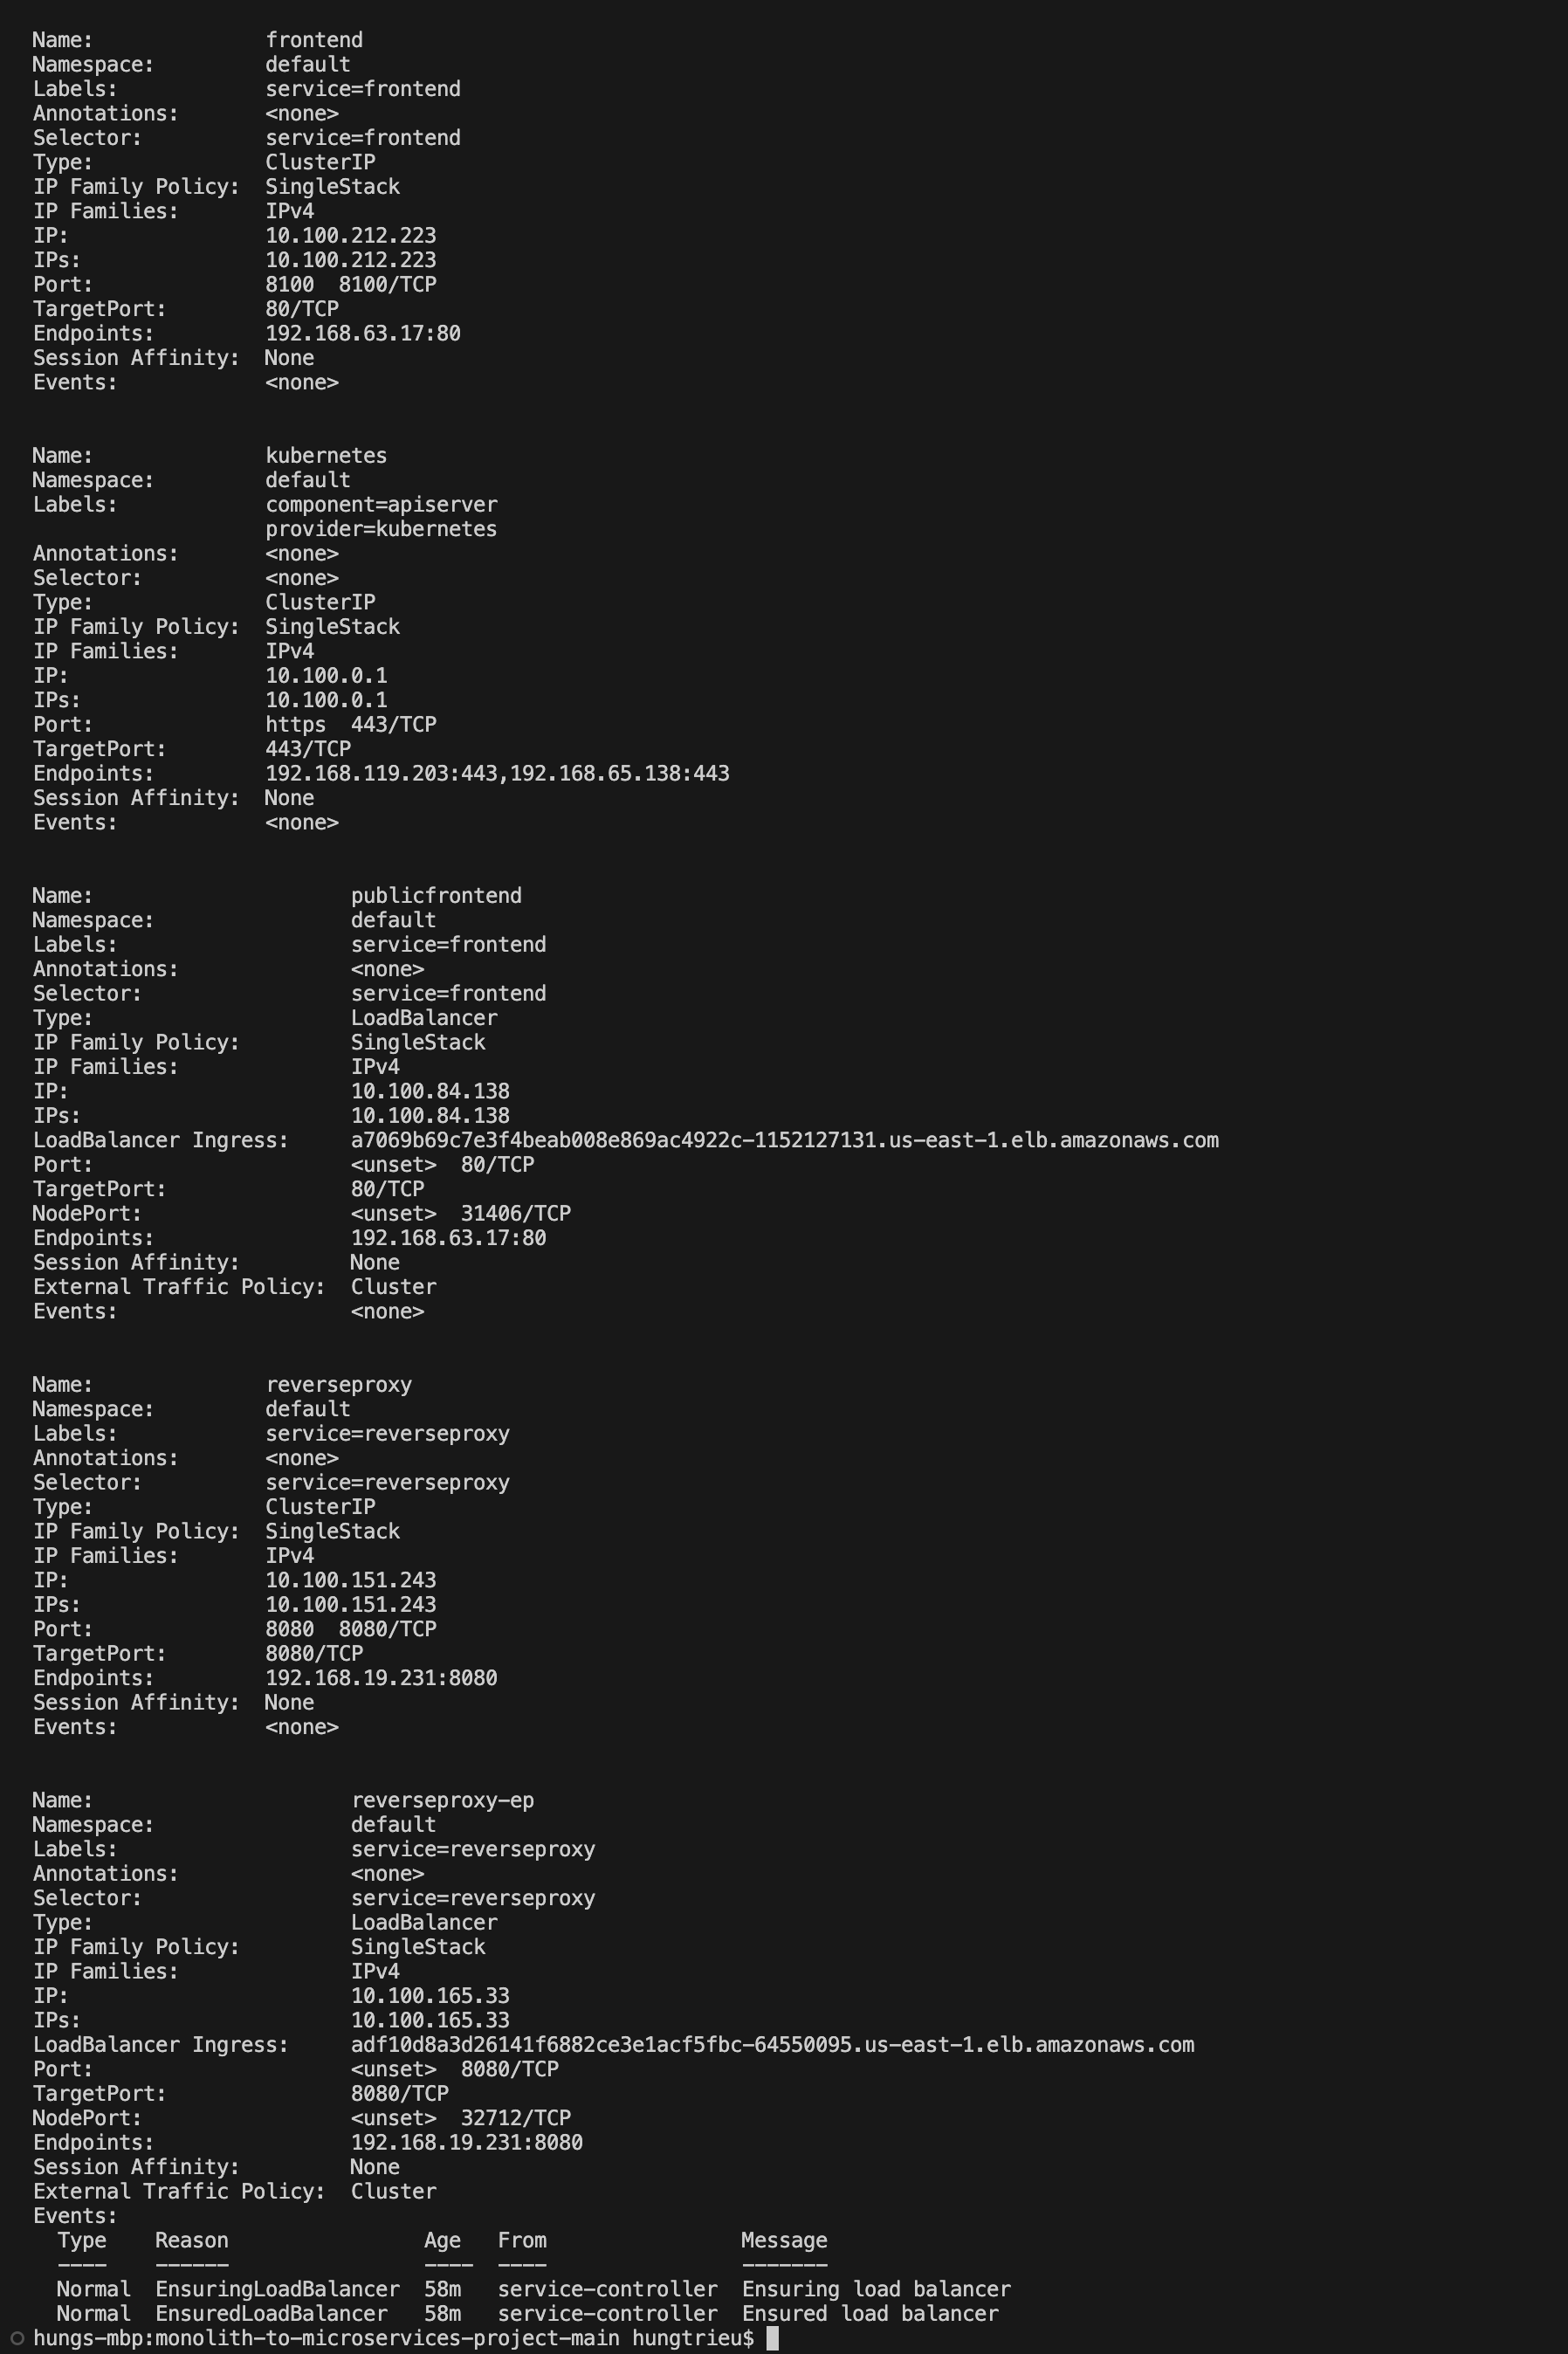 Name:              frontend
Namespace:         default
Labels:            service=frontend
Annotations:       <none>
Selector:          service=frontend
Type:              ClusterIP
IP Family Policy:  SingleStack
IP Families:       IPv4
IP:                10.100.212.223
IPs:               10.100.212.223
Port:              8100  8100/TCP
TargetPort:        80/TCP
Endpoints:         192.168.63.17:80
Session Affinity:  None
Events:            <none>

Name:              kubernetes
Namespace:         default
Labels:            component=apiserver
                   provider=kubernetes
Annotations:       <none>
Selector:          <none>
Type:              ClusterIP
IP Family Policy:  SingleStack
IP Families:       IPv4
IP:                10.100.0.1
IPs:               10.100.0.1
Port:              https  443/TCP
TargetPort:        443/TCP
Endpoints:         192.168.119.203:443,192.168.65.138:443
Session Affinity:  None
Events:            <none>

Name:                     publicfrontend
Namespace:                default
Labels:                   service=frontend
Annotations:              <none>
Selector:                 service=frontend
Type:                     LoadBalancer
IP Family Policy:         SingleStack
IP Families:              IPv4
IP:                       10.100.84.138
IPs:                      10.100.84.138
LoadBalancer Ingress:     a7069b69c7e3f4beab008e869ac4922c-1152127131.us-east-1.elb.amazonaws.com
Port:                     <unset>  80/TCP
TargetPort:               80/TCP
NodePort:                 <unset>  31406/TCP
Endpoints:                192.168.63.17:80
Session Affinity:         None
External Traffic Policy:  Cluster
Events:                   <none>

Name:              reverseproxy
Namespace:         default
Labels:            service=reverseproxy
Annotations:       <none>
Selector:          service=reverseproxy
Type:              ClusterIP
IP Family Policy:  SingleStack
IP Families:       IPv4
IP:                10.100.151.243
IPs:               10.100.151.243
Port:              8080  8080/TCP
TargetPort:        8080/TCP
Endpoints:         192.168.19.231:8080
Session Affinity:  None
Events:            <none>

Name:                     reverseproxy-ep
Namespace:                default
Labels:                   service=reverseproxy
Annotations:              <none>
Selector:                 service=reverseproxy
Type:                     LoadBalancer
IP Family Policy:         SingleStack
IP Families:              IPv4
IP:                       10.100.165.33
IPs:                      10.100.165.33
LoadBalancer Ingress:     adf10d8a3d26141f6882ce3e1acf5fbc-64550095.us-east-1.elb.amazonaws.com
Port:                     <unset>  8080/TCP
TargetPort:               8080/TCP
NodePort:                 <unset>  32712/TCP
Endpoints:                192.168.19.231:8080
Session Affinity:         None
External Traffic Policy:  Cluster
Events:
  Type    Reason                Age   From                Message
  ----    ------                ----  ----                -------
  Normal  EnsuringLoadBalancer  58m   service-controller  Ensuring load balancer
  Normal  EnsuredLoadBalancer   58m   service-controller  Ensured load balancer
hungs-mbp:monolith-to-microservices-project-main hungtrieu$